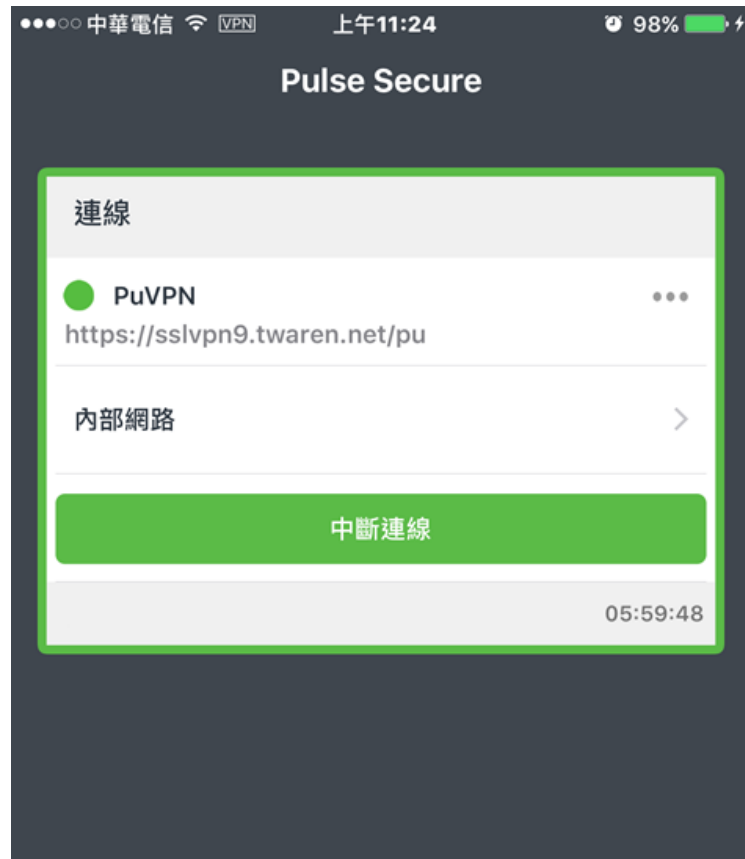 中華電信 VPN 上午11:24 98%
Pulse Secure
連線
PuVPN
https://sslvpn9.twaren.net/pu
內部網路
中斷連線
05:59:48